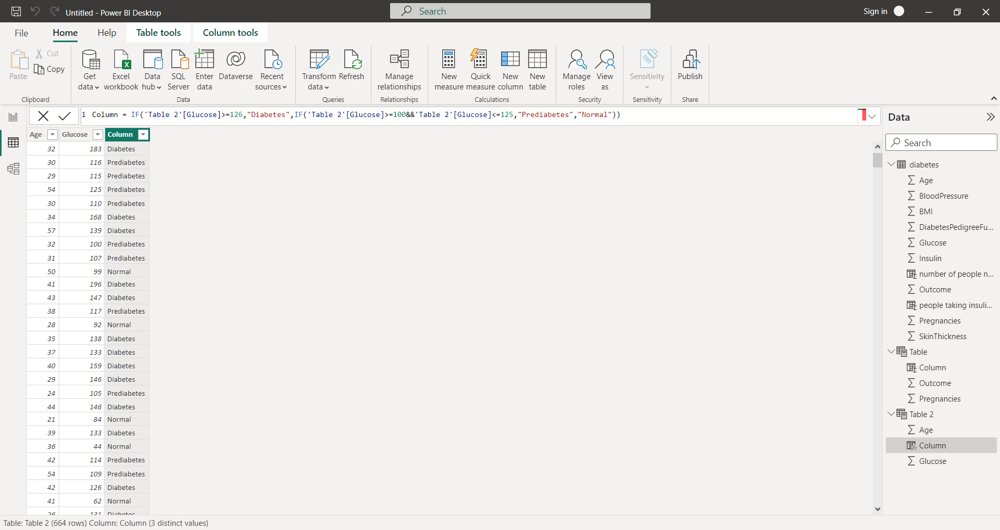 Untitled - Power BI Desktop
Search
Sign in
File
Home
Help
Table tools
Column tools
Paste
Cut
Copy
Clipboard
Get data
Excel workbook
Data hub
SQL Server
Enter data
Dataverse
Recent sources
Data
Transform data
Refresh
Queries
Manage relationships
Relationships
New measure
Quick measure
New column
New table
Calculations
Manage roles
View as
Security
Sensitivity
Sensitivity
Publish
Share
1 Column = IF('Table 2'[Glucose]>=126,"Diabetes",IF('Table 2'[Glucose]>=100&&'Table 2'[Glucose]<=125,"Prediabetes","Normal"))
Age Glucose Column
32 183 Diabetes
30 116 Prediabetes
29 115 Prediabetes
54 125 Prediabetes
30 110 Prediabetes
34 168 Diabetes
57 139 Diabetes
32 100 Prediabetes
31 107 Prediabetes
50 99 Normal
41 196 Diabetes
43 147 Diabetes
38 117 Prediabetes
28 92 Normal
35 138 Diabetes
37 133 Diabetes
40 159 Diabetes
29 146 Diabetes
24 105 Prediabetes
44 146 Diabetes
21 84 Normal
39 133 Diabetes
36 44 Normal
42 114 Prediabetes
54 109 Prediabetes
42 126 Diabetes
41 62 Normal
26 131 Diabetes
Data
Search
diabetes
Age
BloodPressure
BMI
DiabetesPedigreeFu...
Glucose
Insulin
number of people n...
Outcome
people taking insuli...
Pregnancies
SkinThickness
Table
Column
Outcome
Pregnancies
Table 2
Age
Column
Glucose
Table: Table 2 (664 rows) Column: Column (3 distinct values)